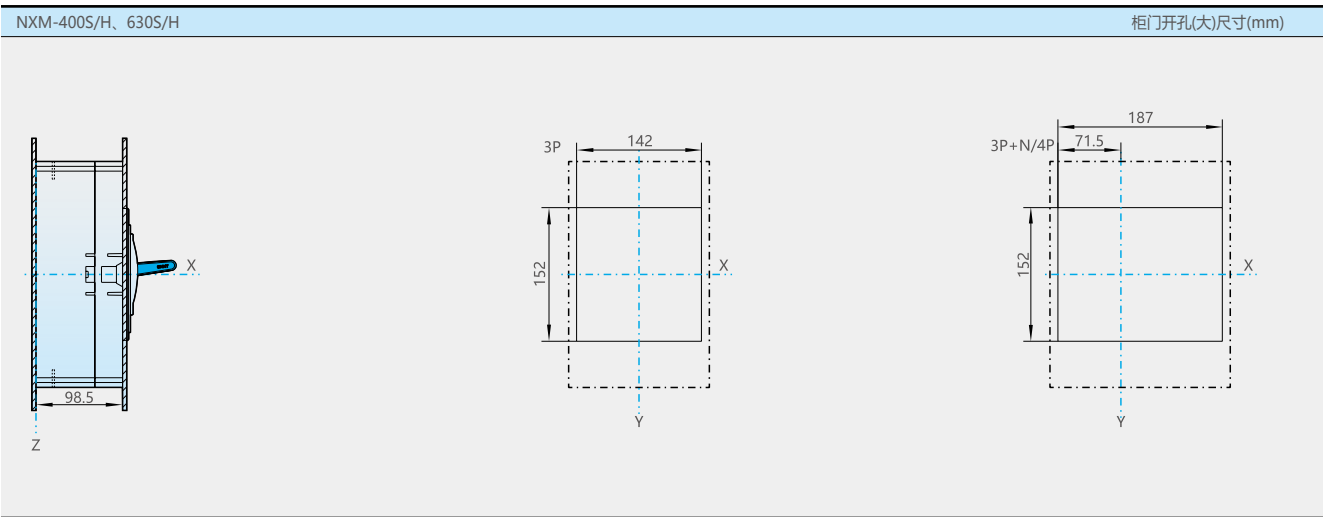 NXM-400S/H、630S/H
柜门开孔(大)尺寸(mm)
98.5
X
Z
3P
142
152
X
Y
187
3P+N/4P
71.5
152
X
Y